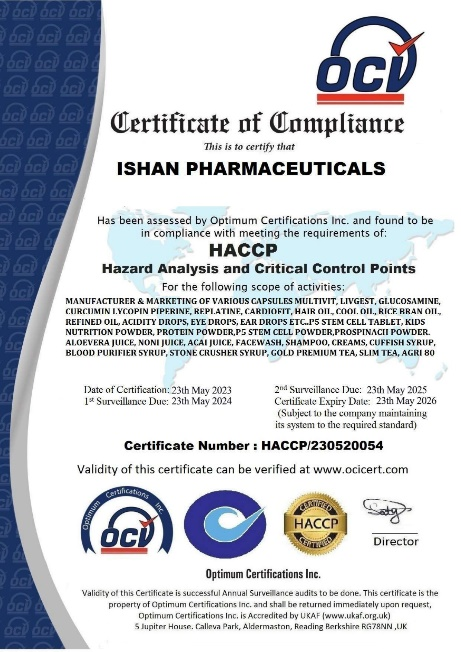 OCI
Certificate of Compliance
This is to certify that
ISHAN PHARMACEUTICALS
Has been assessed by Optimum Certifications Inc. and found to be
in compliance with meeting the requirements of:
HACCP
Hazard Analysis and Critical Control Points
For the following scope of activities:
MANUFACTURER & MARKETING OF VARIOUS CAPSULES MULTIVIT, LIVGEST, GLUCOSAMINE,
CURCUMIN LYCOPIN PIPERINE, REPLATINE, CARDIOFIT, HAIR OIL, COOL OIL, RICE BRAN OIL,
REFINED OIL, ACIDITY DROPS, EYE DROPS, EAR DROPS ETC..P5 STEM CELL TABLET, KIDS
NUTRITION POWDER, PROTEIN POWDER,P5 STEM CELL POWDER,PROSPINACH POWDER.
ALOEVERA JUICE, NONI JUICE, ACAI JUICE, FACEWASH, SHAMPOO, CREAMS, CUFFISH SYRUP,
BLOOD PURIFIER SYRUP, STONE CRUSHER SYRUP, GOLD PREMIUM TEA, SLIM TEA, AGRI 80
Date of Certification: 23th May 2023
1st Surveillance Due: 23th May 2024
2nd Surveillance Due: 23th May 2025
Certificate Expiry Date: 23th May 2026
(Subject to the company maintaining
its system to the required standard)
Certificate Number : HACCP/230520054
Validity of this certificate can be verified at www.ocicert.com
Optimum Certifications Inc
OCI
CERTIFIED
HACCP
CERTIFIED
Director
Optimum Certifications Inc.
Validity of this Certificate is successful Annual Surveillance audits to be done. This certificate is the
property of Optimum Certifications Inc. and shall be returned immediately upon request,
Optimum Certifications Inc. is Accredited by UKAF (www.ukaf.org.uk)
5 Jupiter House. Calleva Park, Aldermaston, Reading Berkshire RG78NN ,UK